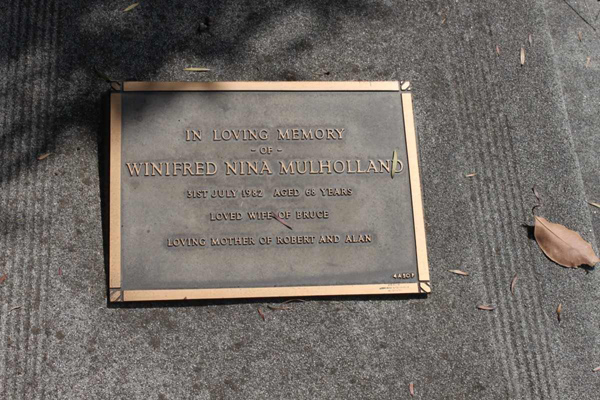 IN LOVING MEMORY
- OF -
WINIFRED NINA MULHOLLAND
31ST JULY 1982 AGED 68 YEARS
LOVED WIFE OF BRUCE
LOVING MOTHER OF ROBERT AND ALAN